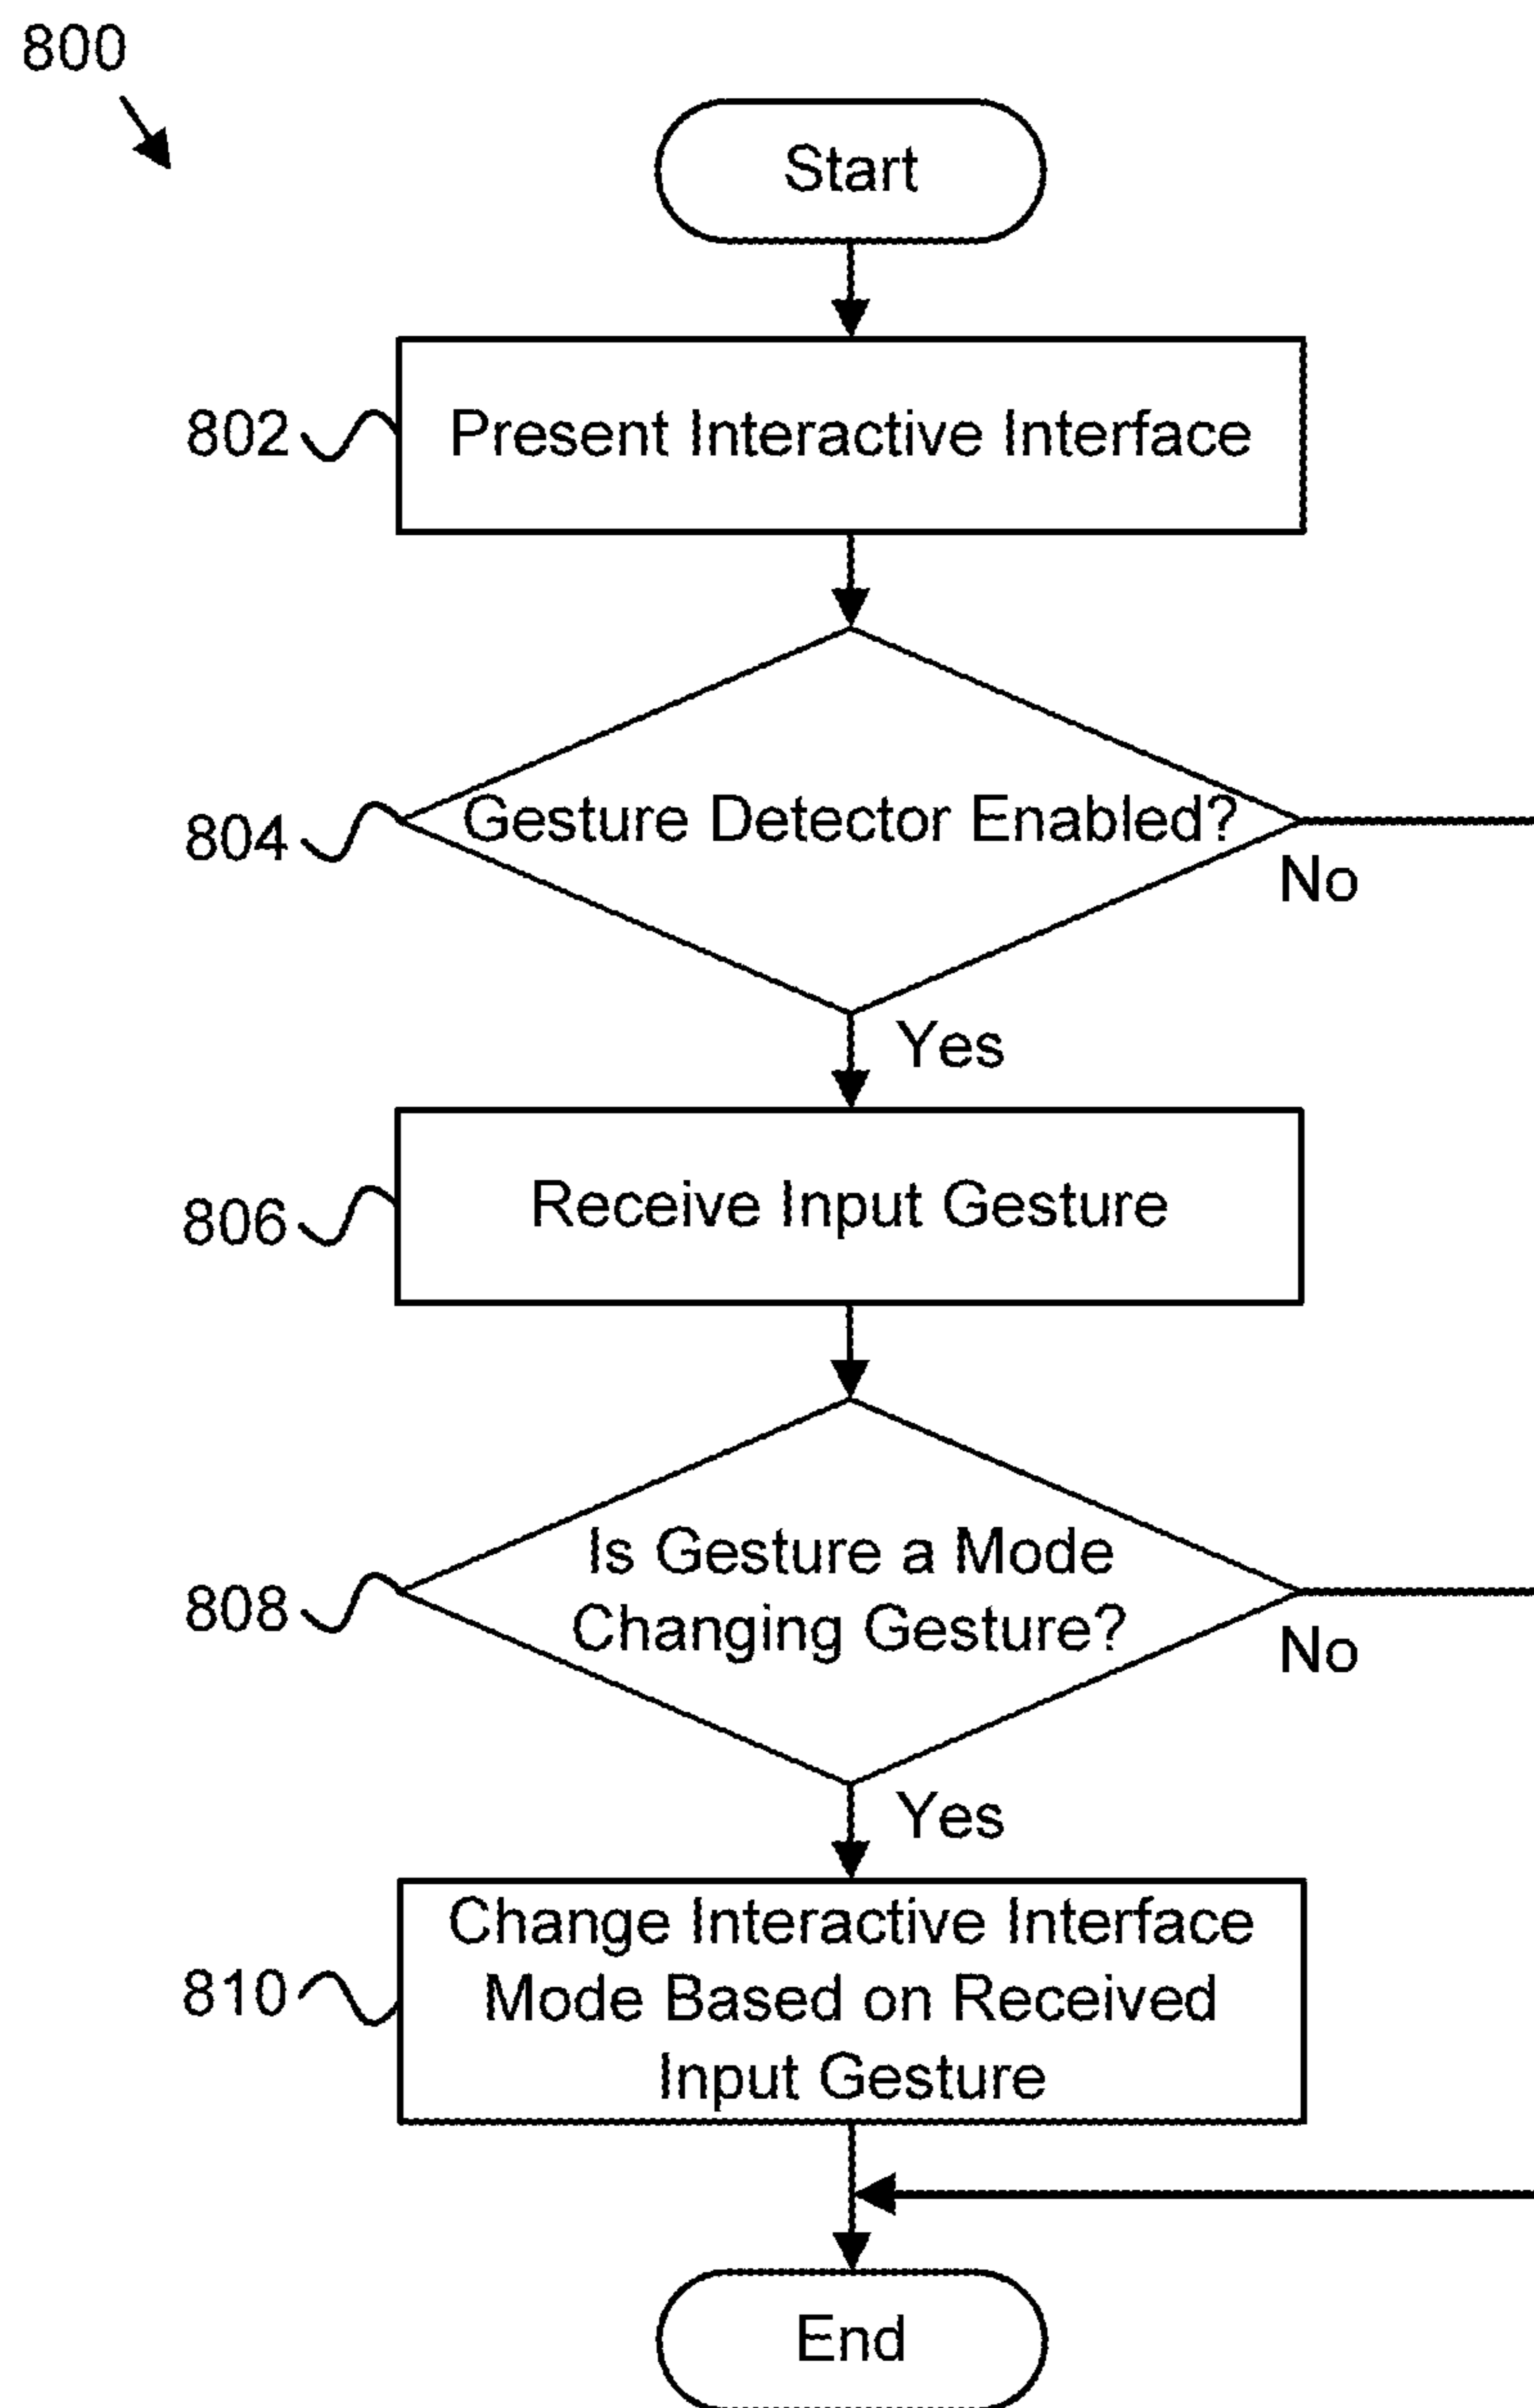 800
Start
802
Present Interactive Interface
804
Gesture Detector Enabled?
No
Yes
806
Receive Input Gesture
808
Is Gesture a Mode
Changing Gesture?
No
Yes
810
Change Interactive Interface
Mode Based on Received
Input Gesture
End